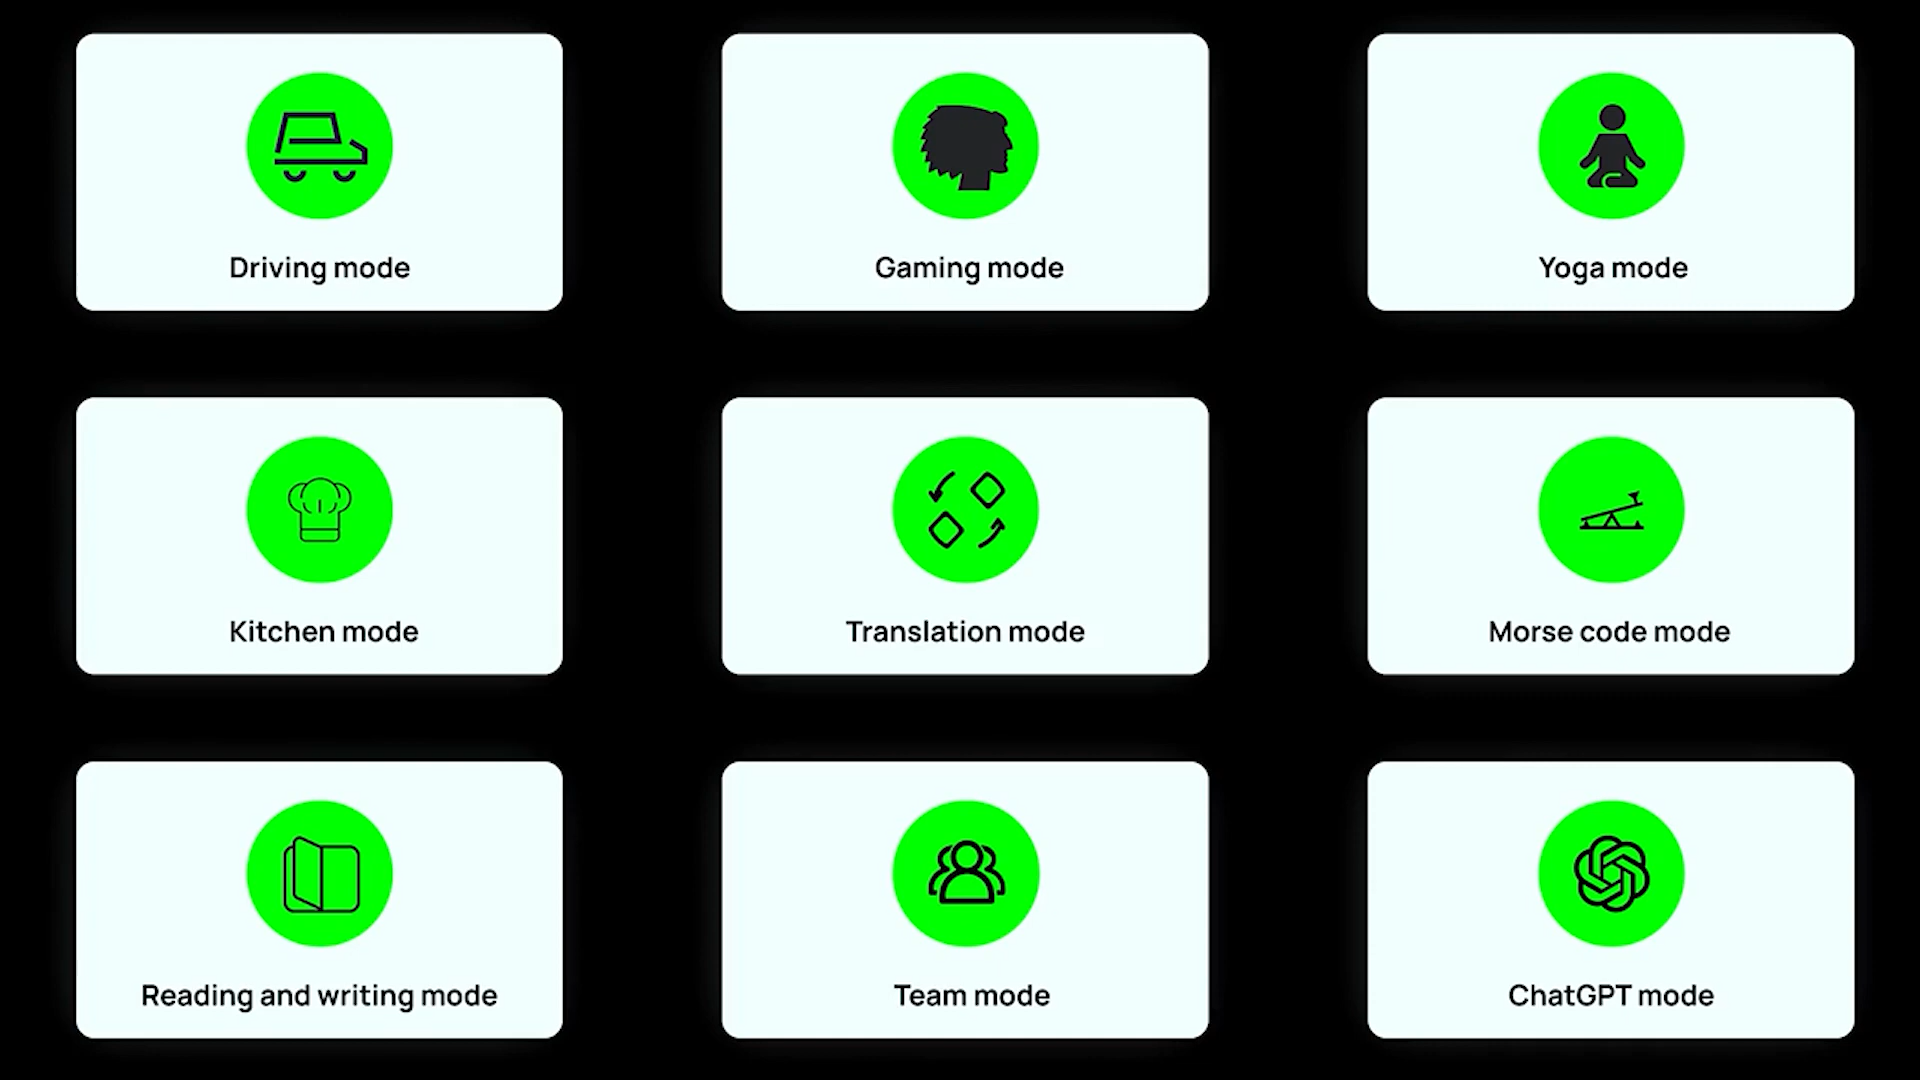 Driving mode
Gaming mode
Yoga mode
Kitchen mode
Translation mode
Morse code mode
Reading and writing mode
Team mode
ChatGPT mode